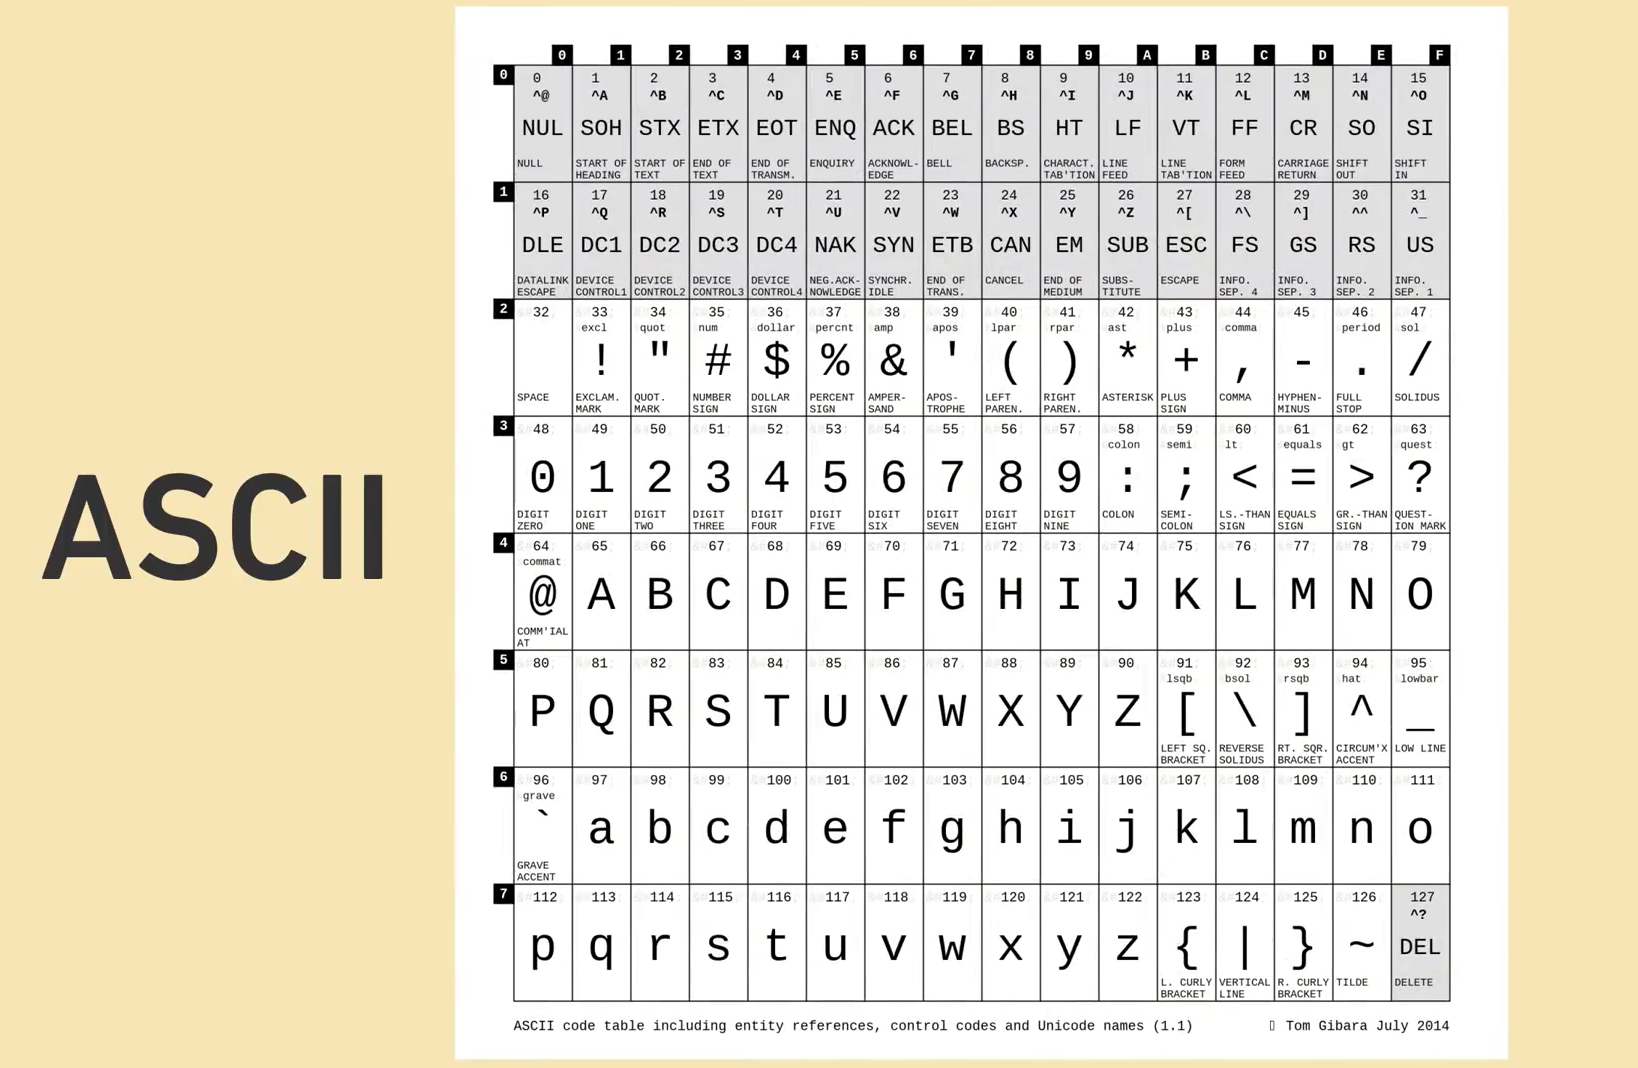 ASCII
0 1 2 3 4 5 6 7 8 9 A B C D E F
0
0 1 2 3 4 5 6 7 8 9 10 11 12 13 14 15
^@ ^A ^B ^C ^D ^E ^F ^G ^H ^I ^J ^K ^L ^M ^N ^O
NUL SOH STX ETX EOT ENQ ACK BEL BS HT LF VT FF CR SO SI
NULL START OF START OF END OF END OF ENQUIRY ACKNOWL- BELL BACKSP. CHARACT. LINE LINE FORM CARRIAGE SHIFT SHIFT
HEADING TEXT TEXT TRANSM. EDGE TAB'TION FEED TAB'TION FEED RETURN OUT IN
1
16 17 18 19 20 21 22 23 24 25 26 27 28 29 30 31
^P ^Q ^R ^S ^T ^U ^V ^W ^X ^Y ^Z ^[ ^\ ^] ^^ ^_
DLE DC1 DC2 DC3 DC4 NAK SYN ETB CAN EM SUB ESC FS GS RS US
DATALINK DEVICE DEVICE DEVICE DEVICE NEG.ACK- SYNCHR. END OF CANCEL END OF SUBS- ESCAPE INFO. INFO. INFO. INFO.
ESCAPE CONTROL1 CONTROL2 CONTROL3 CONTROL4 NOWLEDGE IDLE TRANS. MEDIUM TITUTE SEP. 4 SEP. 3 SEP. 2 SEP. 1
2
&#32; &#33; &#34; &#35; &#36; &#37; &#38; &#39; &#40; &#41; &#42; &#43; &#44; &#45; &#46; &#47;
excl quot num dollar percnt amp apos lpar rpar ast plus comma period sol
! " # $ % & ' ( ) * + , - . /
SPACE EXCLAM. QUOT. NUMBER DOLLAR PERCENT AMPER- APOS- LEFT RIGHT ASTERISK PLUS COMMA HYPHEN- FULL SOLIDUS
MARK MARK SIGN SIGN SIGN SAND TROPHE PAREN. PAREN. SIGN MINUS STOP
3
&#48; &#49; &#50; &#51; &#52; &#53; &#54; &#55; &#56; &#57; &#58; &#59; &#60; &#61; &#62; &#63;
colon semi lt equals gt quest
0 1 2 3 4 5 6 7 8 9 : ; < = > ?
DIGIT DIGIT DIGIT DIGIT DIGIT DIGIT DIGIT DIGIT DIGIT DIGIT COLON SEMI- LS.-THAN EQUALS GR.-THAN QUEST-
ZERO ONE TWO THREE FOUR FIVE SIX SEVEN EIGHT NINE COLON SIGN SIGN SIGN ION MARK
4
&#64; &#65; &#66; &#67; &#68; &#69; &#70; &#71; &#72; &#73; &#74; &#75; &#76; &#77; &#78; &#79;
commat
@ A B C D E F G H I J K L M N O
COMM'IAL
AT
5
&#80; &#81; &#82; &#83; &#84; &#85; &#86; &#87; &#88; &#89; &#90; &#91; &#92; &#93; &#94; &#95;
lsqb bsol rsqb hat lowbar
P Q R S T U V W X Y Z [ \ ] ^ _
LEFT SQ. REVERSE RT. SQR. CIRCUM'X LOW LINE
BRACKET SOLIDUS BRACKET ACCENT
6
&#96; &#97; &#98; &#99; &#100; &#101; &#102; &#103; &#104; &#105; &#106; &#107; &#108; &#109; &#110; &#111;
grave
` a b c d e f g h i j k l m n o
GRAVE
ACCENT
7
&#112; &#113; &#114; &#115; &#116; &#117; &#118; &#119; &#120; &#121; &#122; &#123; &#124; &#125; &#126; 127
^?
p q r s t u v w x y z { | } ~ DEL
L. CURLY VERTICAL R. CURLY TILDE DELETE
BRACKET LINE BRACKET
ASCII code table including entity references, control codes and Unicode names (1.1) ▯ Tom Gibara July 2014